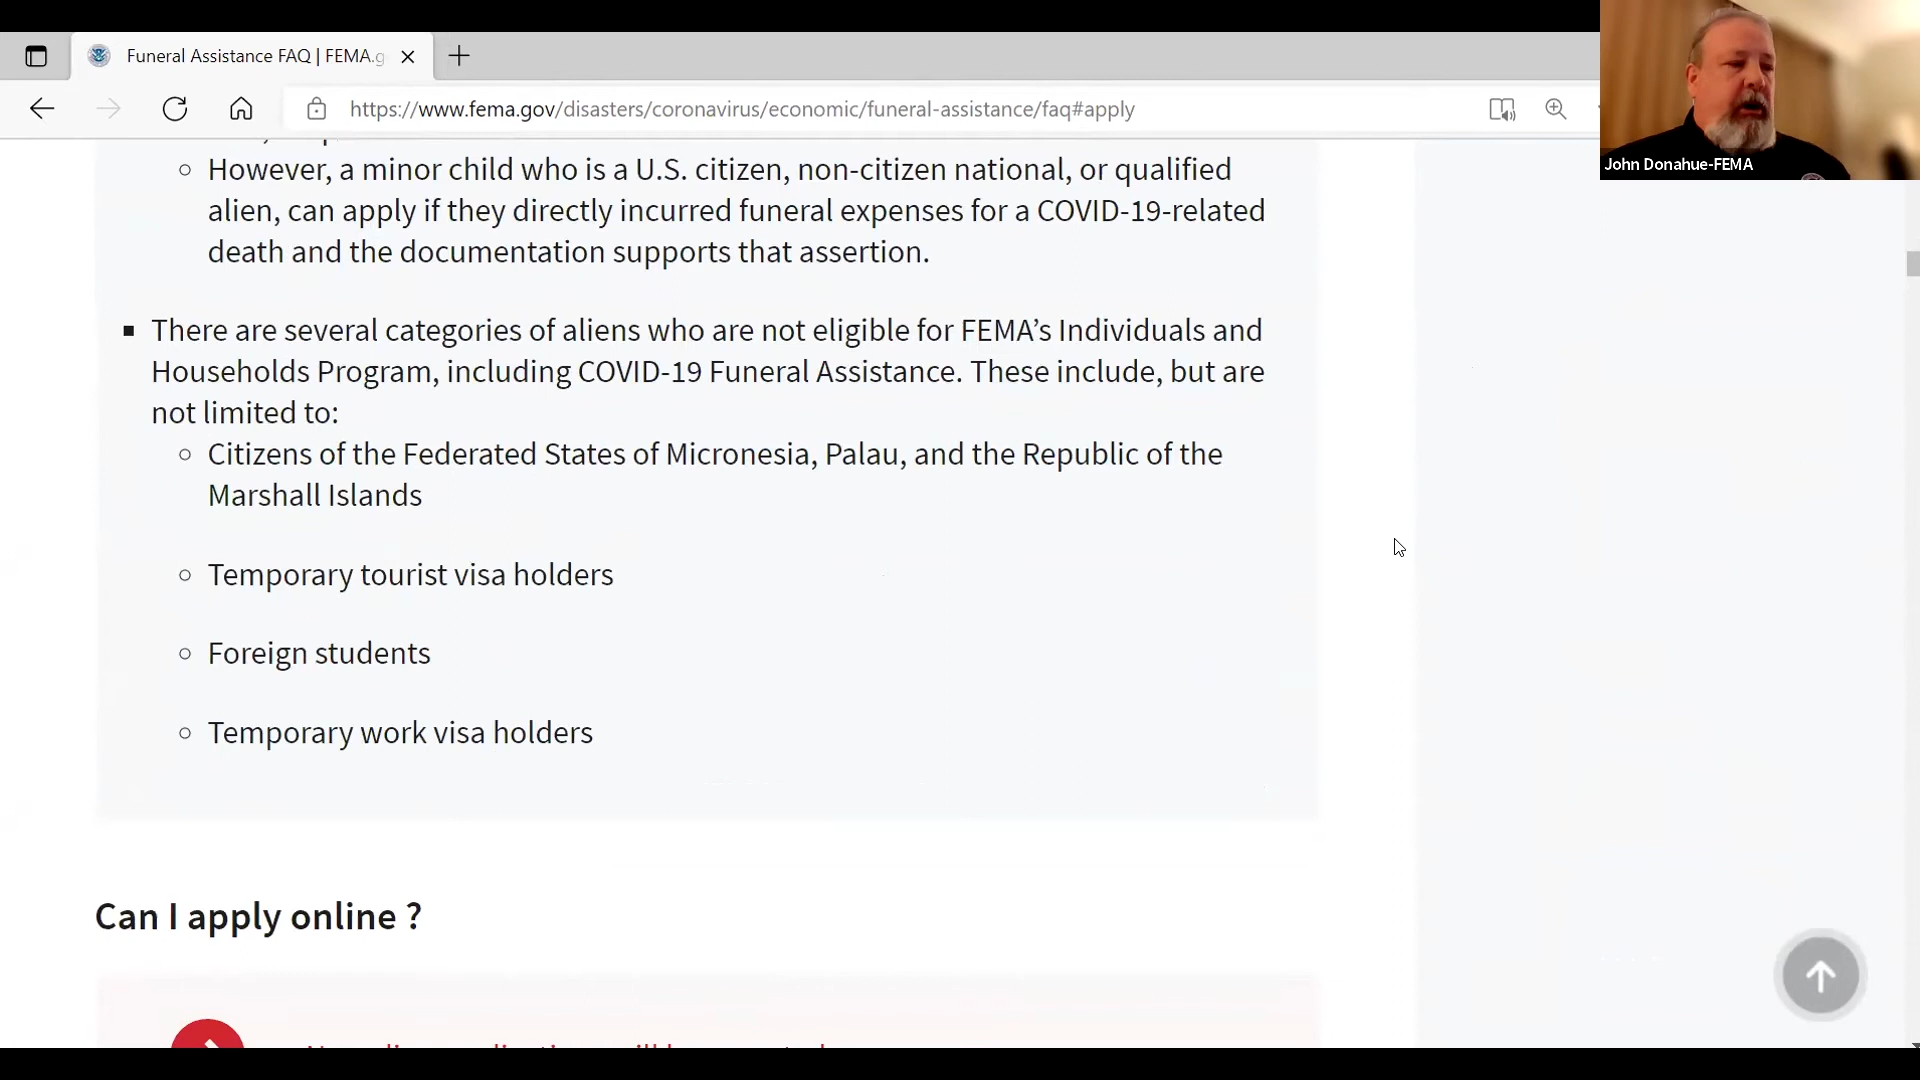 Funeral Assistance FAQ | FEMA.g
https://www.fema.gov/disasters/coronavirus/economic/funeral-assistance/faq#apply
John Donahue-FEMA
However, a minor child who is a U.S. citizen, non-citizen national, or qualified
alien, can apply if they directly incurred funeral expenses for a COVID-19-related
death and the documentation supports that assertion.
There are several categories of aliens who are not eligible for FEMA’s Individuals and
Households Program, including COVID-19 Funeral Assistance. These include, but are
not limited to:
Citizens of the Federated States of Micronesia, Palau, and the Republic of the
Marshall Islands
Temporary tourist visa holders
Foreign students
Temporary work visa holders
Can I apply online ?